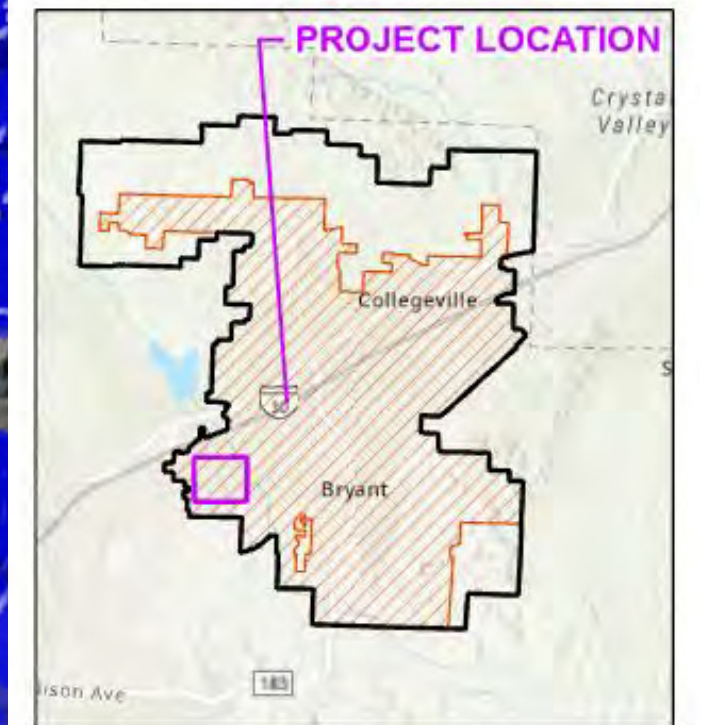 PROJECT LOCATION
Crysta
Valley
Collegeville
30
S
Bryant
ison Ave
183